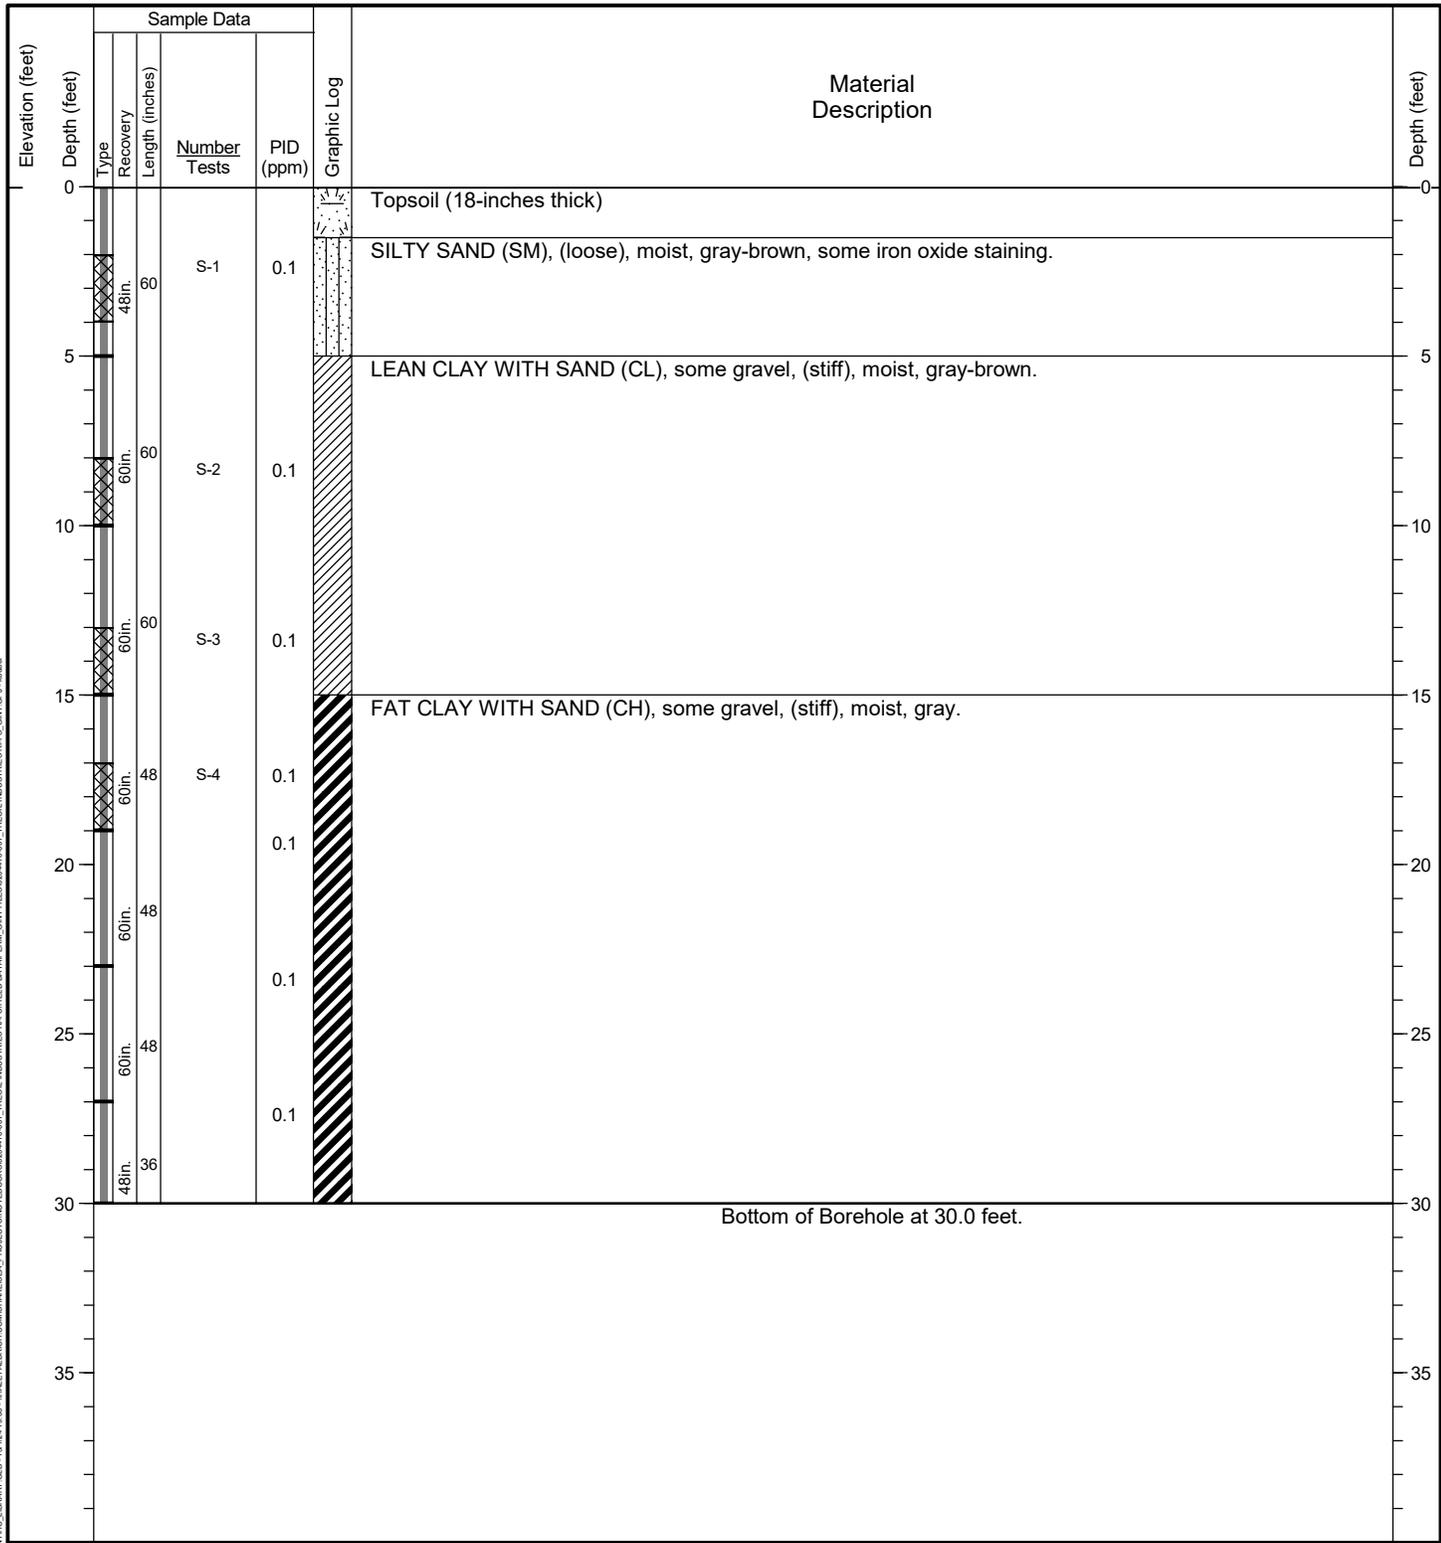 Sample Data
Elevation (feet)
Depth (feet)
Type
Recovery
Length (inches)
Number
Tests
PID
(ppm)
Graphic Log
Material
Description
Depth (feet)
0 0
Topsoil (18-inches thick)
SILTY SAND (SM), (loose), moist, gray-brown, some iron oxide staining.
48in. 60 S-1 0.1
5 5
LEAN CLAY WITH SAND (CL), some gravel, (stiff), moist, gray-brown.
60in. 60 S-2 0.1
10 10
60in. 60 S-3 0.1
15 15
FAT CLAY WITH SAND (CH), some gravel, (stiff), moist, gray.
60in. 48 S-4 0.1
0.1
20 20
60in. 48
0.1
25 25
60in. 48
0.1
48in. 36
30 30
Bottom of Borehole at 30.0 feet.
35 35